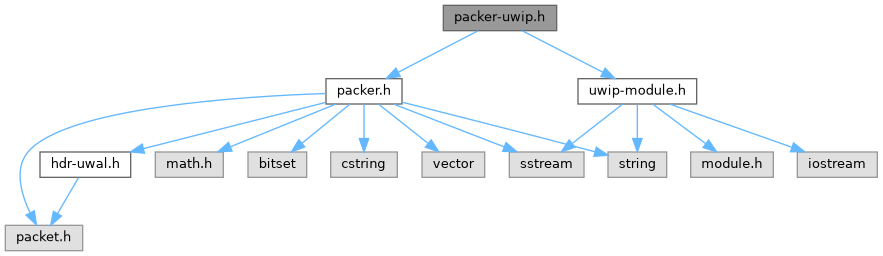 packer-uwip.h
packer.h
uwip-module.h
hdr-uwal.h
math.h
bitset
cstring
vector
sstream
string
module.h
iostream
packet.h